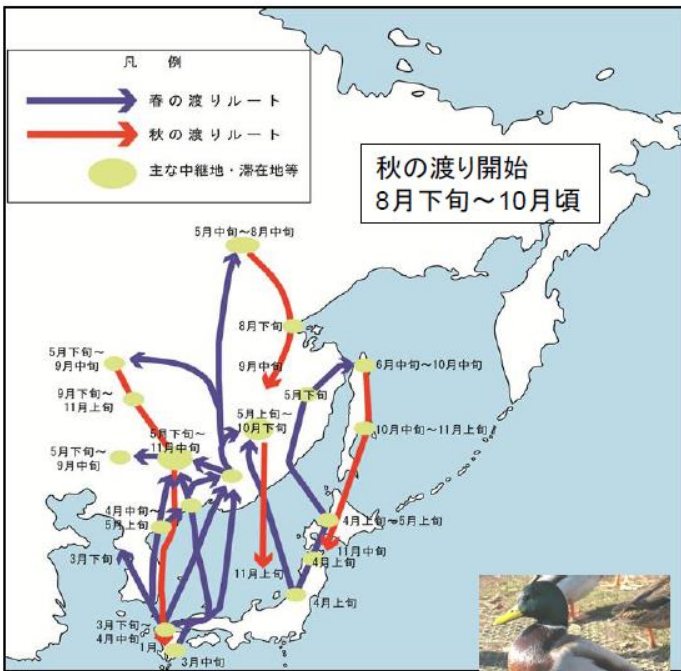 凡 例
春の渡りルート
秋の渡りルート
主な中継地・滞在地等
秋の渡り開始
8月下旬～10月頃
5月中旬～8月中旬
8月下旬
9月中旬
5月下旬～
9月中旬
6月中旬～10月中旬
5月下旬
9月下旬～
11月上旬
5月上旬～
10月下旬
10月中旬～11月上旬
5月下旬～
11月中旬
5月下旬～
9月中旬
4月中旬～
5月上旬
4月上旬～5月上旬
11月中旬
3月下旬
4月上旬
11月上旬
4月上旬
3月下旬～
4月中旬
1月
3月中旬